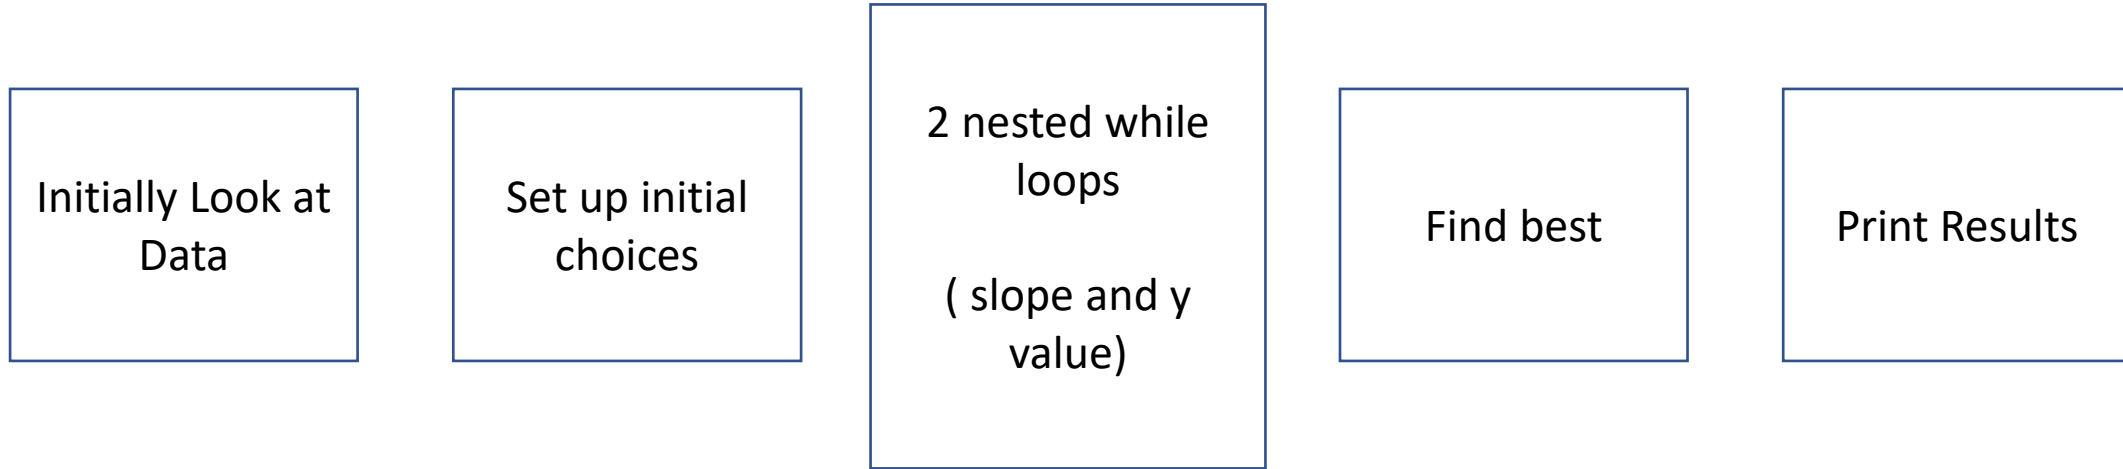 Initially Look at
Data
Set up initial
choices
2 nested while
loops
( slope and y
value)
Find best
Print Results